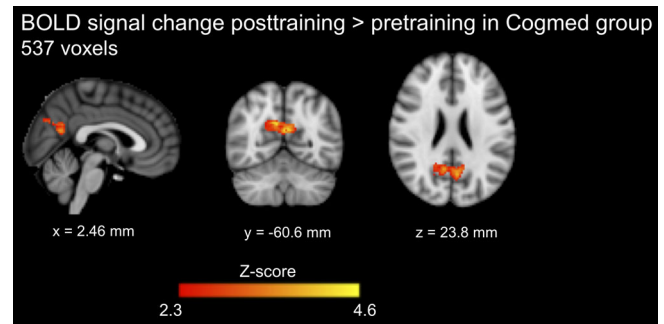 BOLD signal change posttraining > pretraining in Cogmed group
537 voxels
x = 2.46 mm
y = -60.6 mm
z = 23.8 mm
Z-score
2.3
4.6